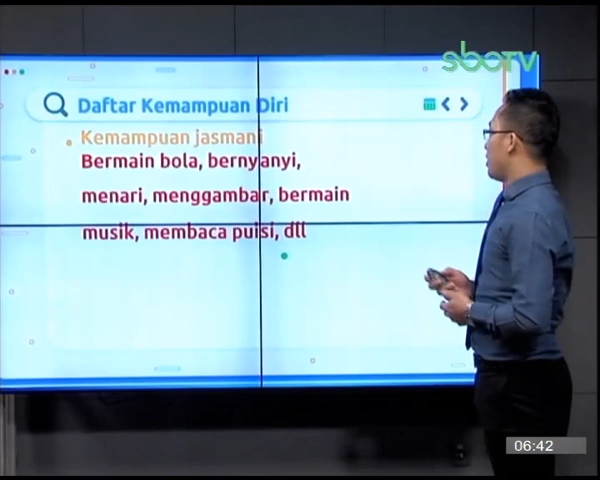 sboTV
Daftar Kemampuan Diri
Kemampuan jasmani
Bermain bola, bernyanyi,
menari, menggambar, bermain
musik, membaca puisi, dll
06:42